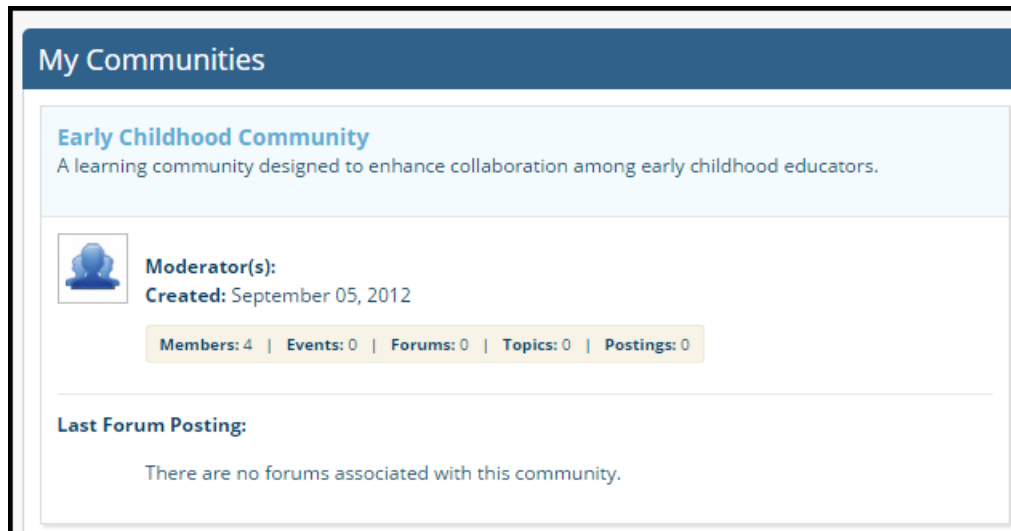 My Communities
Early Childhood Community
A learning community designed to enhance collaboration among early childhood educators.
Moderator(s):
Created: September 05, 2012
Members: 4 | Events: 0 | Forums: 0 | Topics: 0 | Postings: 0
Last Forum Posting:
There are no forums associated with this community.